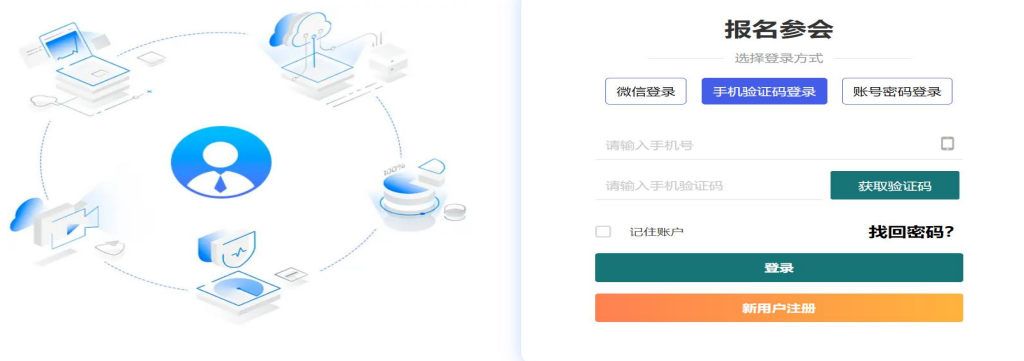 100%
报名参会
选择登录方式
微信登录 手机验证码登录 账号密码登录
请输入手机号
请输入手机验证码 获取验证码
记住账户 找回密码?
登录
新用户注册